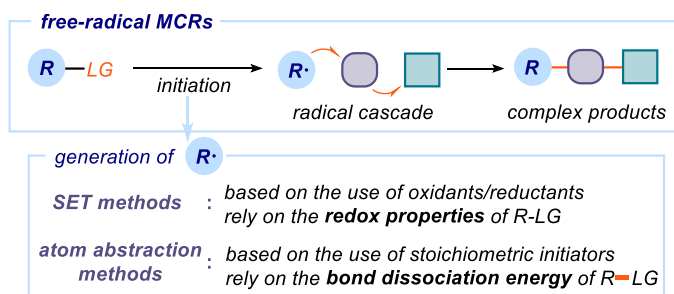 free-radical MCRs
R LG
initiation
R•
radical cascade
R
complex products
generation of R•
SET methods : based on the use of oxidants/reductants
rely on the redox properties of R-LG
atom abstraction methods : based on the use of stoichiometric initiators
rely on the bond dissociation energy of R LG